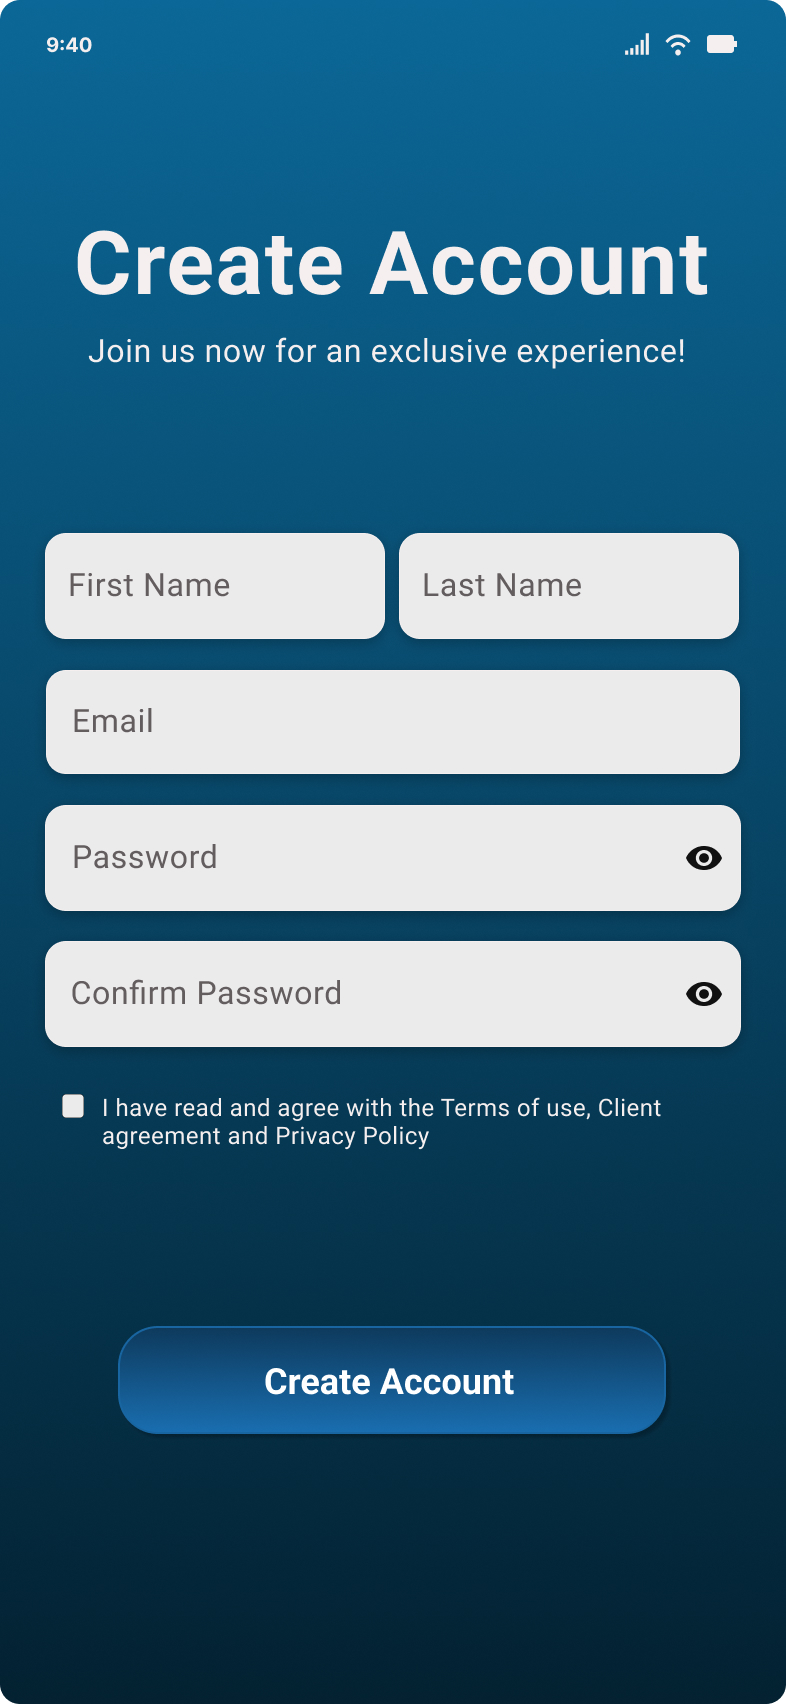 9:40
Create Account
Join us now for an exclusive experience!
First Name
Last Name
Email
Password
Confirm Password
I have read and agree with the Terms of use, Client
agreement and Privacy Policy
Create Account